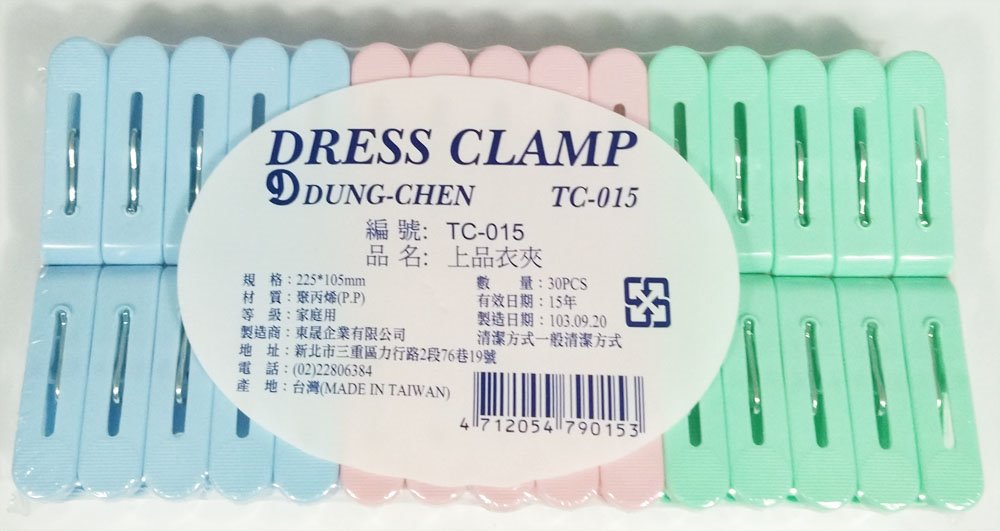 DRESS CLAMP
DUNG-CHEN TC-015
編 號: TC-015
品 名: 上品衣夾
規 格:225*105mm
材 質:聚丙烯(P.P)
等 級:家庭用
製造商:東晟企業有限公司
地 址:新北市三重區力行路2段76巷19號
電 話:(02)22806384
產 地:台灣(MADE IN TAIWAN)
數 量:30PCS
有效日期:15年
製造日期:103.09.20
清潔方式一般清潔方式
4 712054 790153